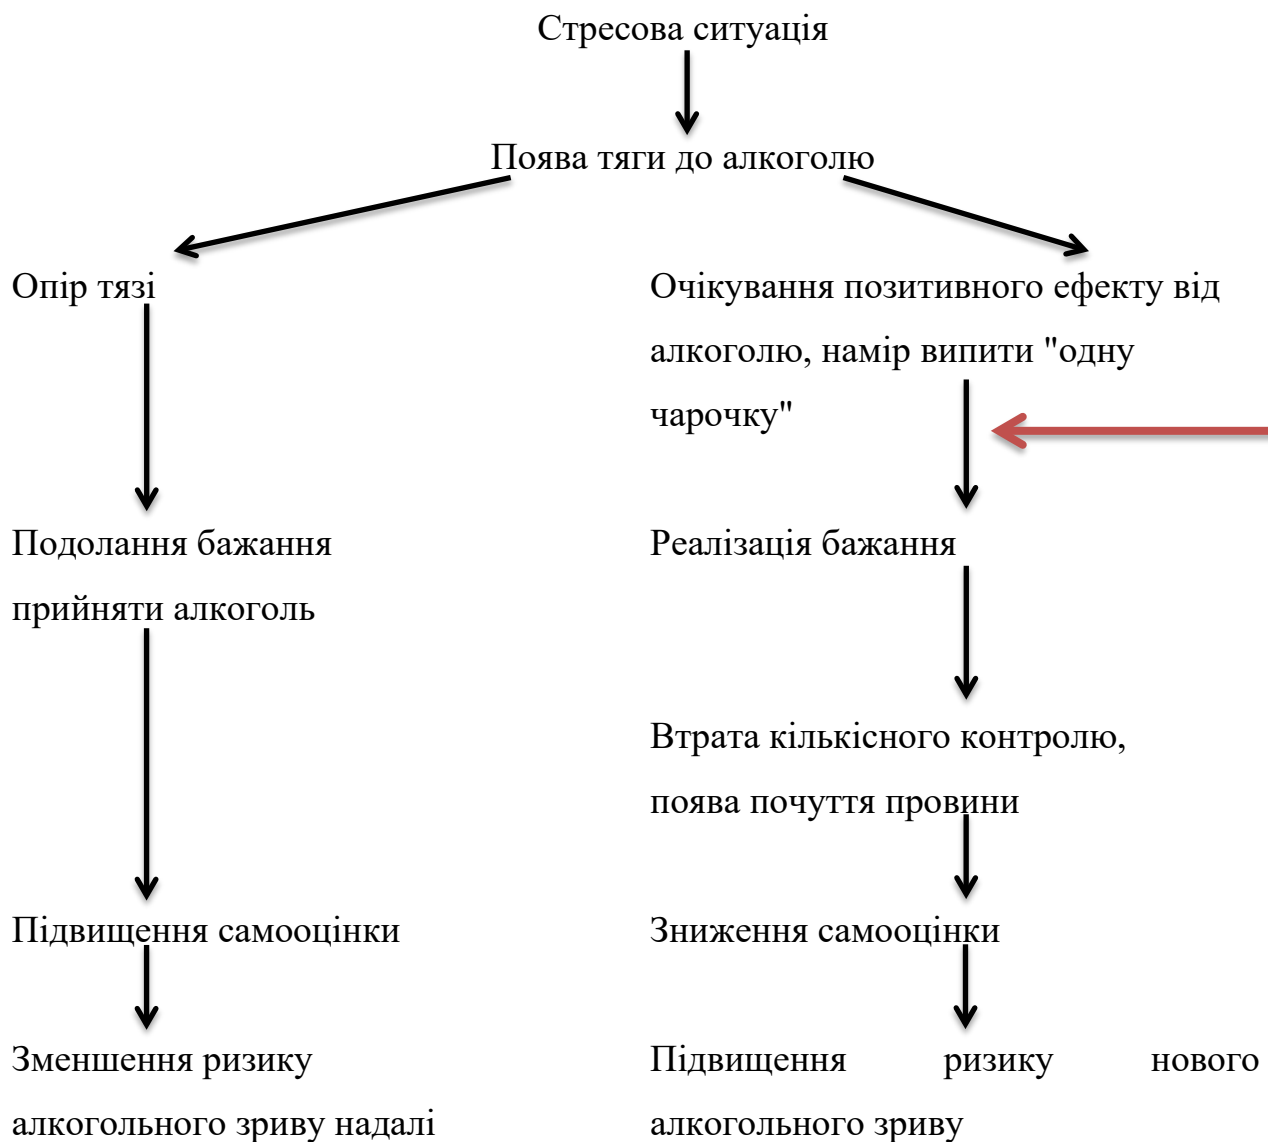 Стресова ситуація
Поява тяги до алкоголю
Опір тязі
Очікування позитивного ефекту від
алкоголю, намір випити "одну
чарочку"
Подолання бажання
прийняти алкоголь
Реалізація бажання
Втрата кількісного контролю,
поява почуття провини
Підвищення самооцінки
Зниження самооцінки
Зменшення ризику
алкогольного зриву надалі
Підвищення ризику нового
алкогольного зриву